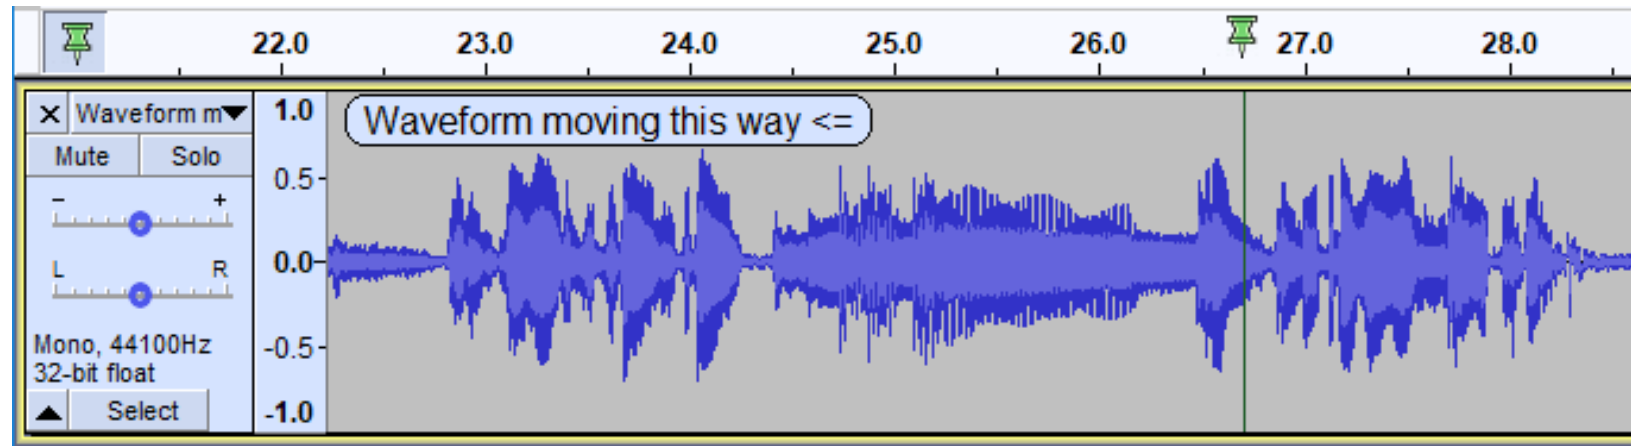 22.0 23.0 24.0 25.0 26.0 27.0 28.0
Waveform m
Mute Solo
- +
L R
Mono, 44100Hz
32-bit float
Select
1.0
0.5
0.0
-0.5
-1.0
Waveform moving this way <=